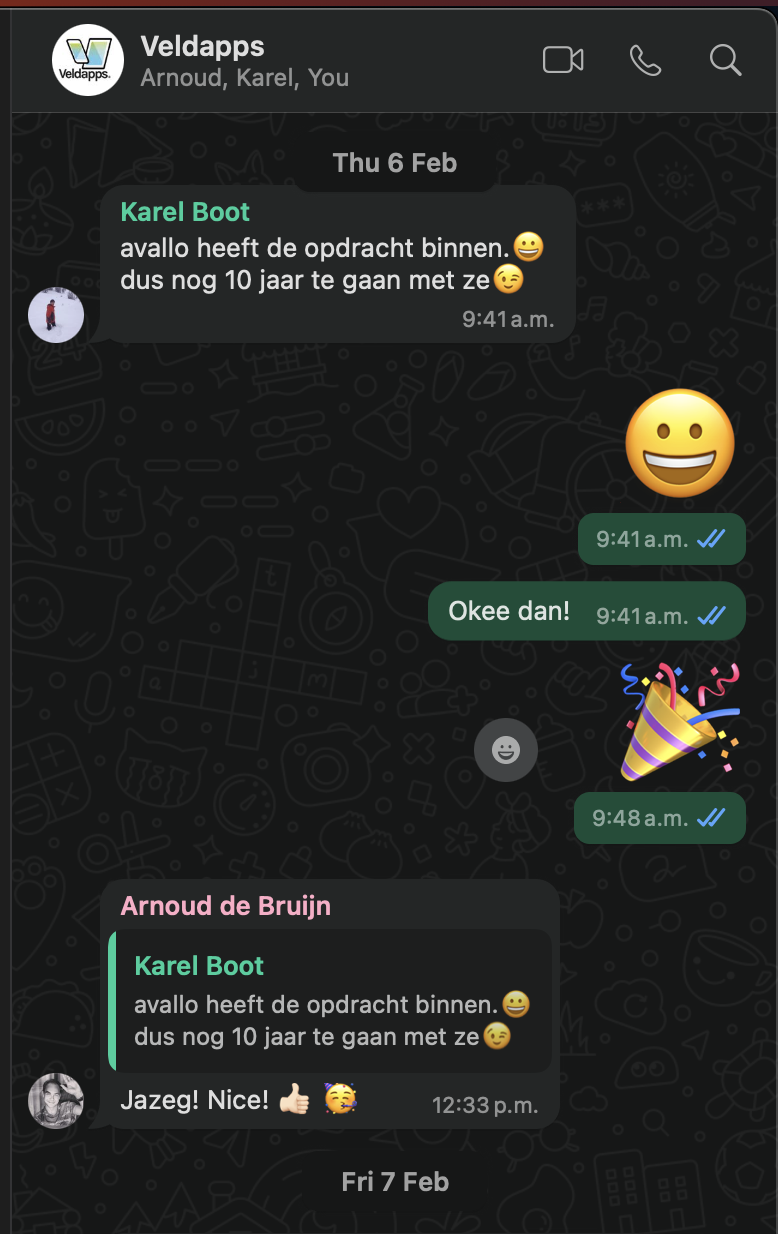 Veldapps
Veldapps.
Arnoud, Karel, You
Thu 6 Feb
Karel Boot
avallo heeft de opdracht binnen.😀
dus nog 10 jaar te gaan met ze😉
9:41 a.m.
😀
9:41 a.m.
Okee dan! 9:41 a.m.
🎉
9:48 a.m.
Arnoud de Bruijn
Karel Boot
avallo heeft de opdracht binnen.😀
dus nog 10 jaar te gaan met ze😉
Jazeg! Nice! 👍🏻 🥳 12:33 p.m.
Fri 7 Feb